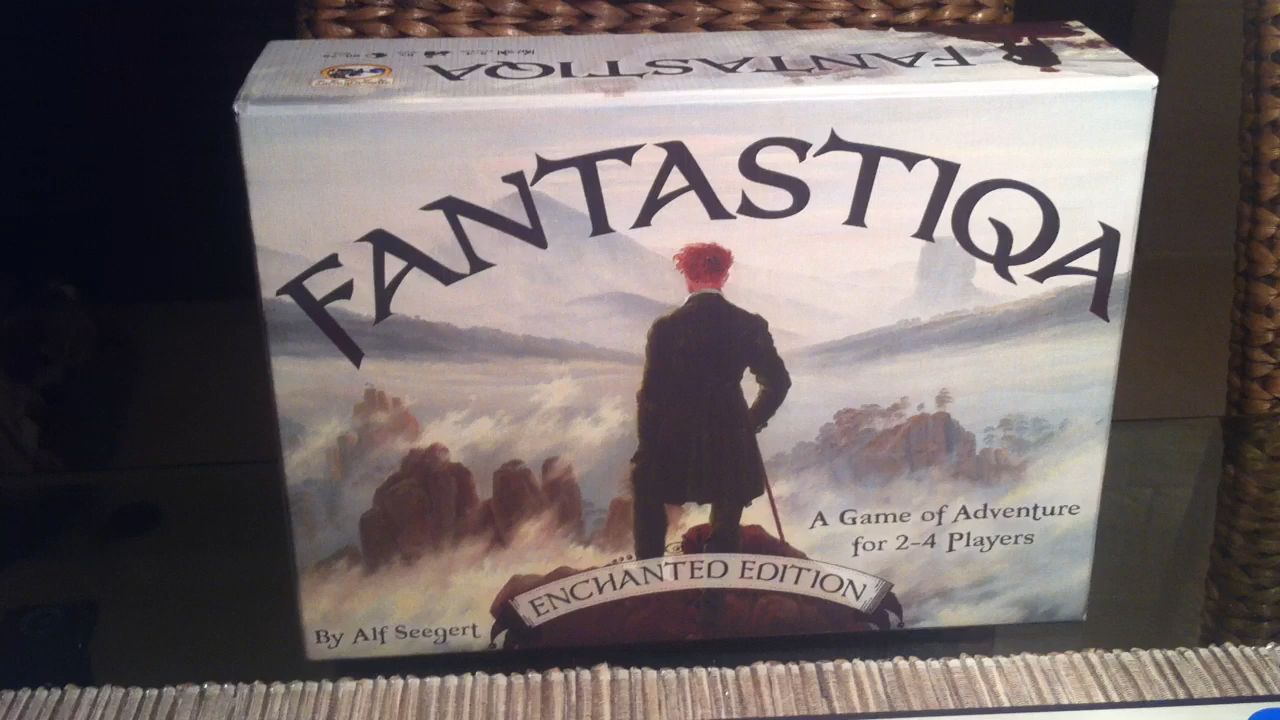 FANTASTIQA
FANTASTIQA
A Game of Adventure
for 2-4 Players
ENCHANTED EDITION
By Alf Seegert